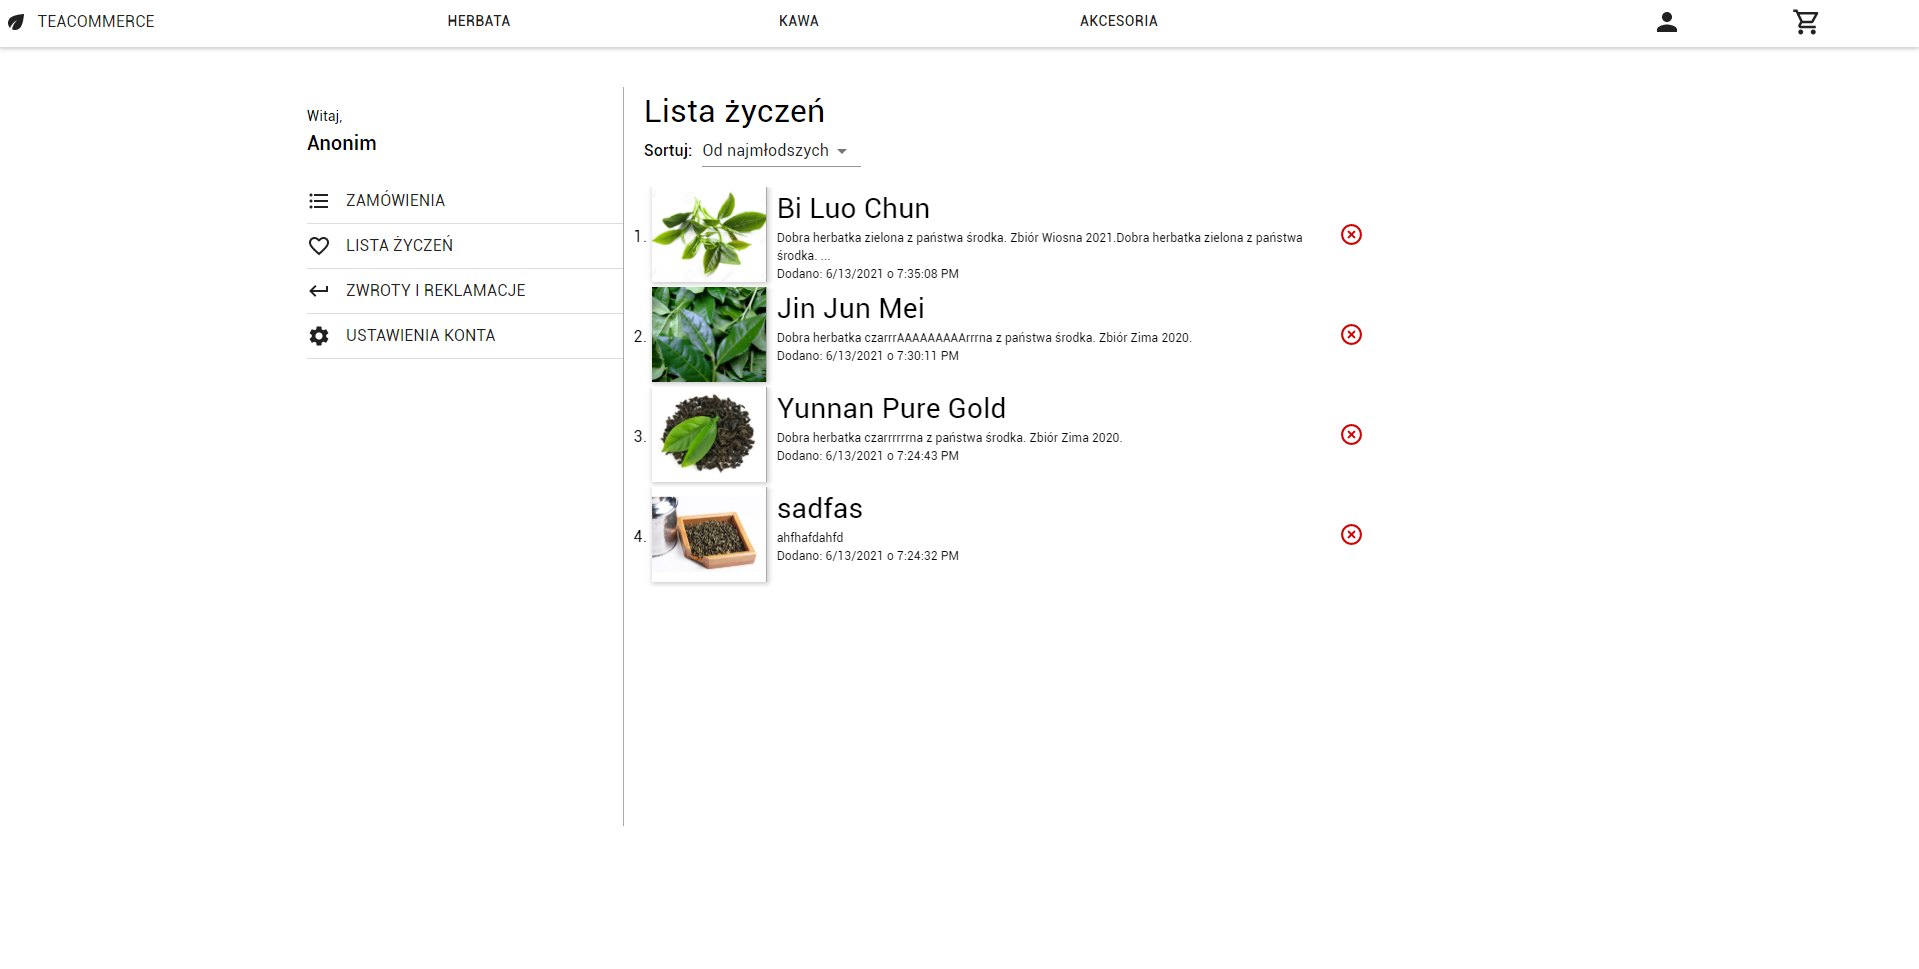 TEACOMMERCE
HERBATA
KAWA
AKCESORIA
Witaj,
Anonim
ZAMÓWIENIA
LISTA ŻYCZEŃ
ZWROTY I REKLAMACJE
USTAWIENIA KONTA
Lista życzeń
Sortuj: Od najmłodszych
1.
Bi Luo Chun
Dobra herbatka zielona z państwa środka. Zbiór Wiosna 2021.Dobra herbatka zielona z państwa
środka. ...
Dodano: 6/13/2021 o 7:35:08 PM
2.
Jin Jun Mei
Dobra herbatka czarrrAAAAAAAAArrrna z państwa środka. Zbiór Zima 2020.
Dodano: 6/13/2021 o 7:30:11 PM
3.
Yunnan Pure Gold
Dobra herbatka czarrrrrrna z państwa środka. Zbiór Zima 2020.
Dodano: 6/13/2021 o 7:24:43 PM
4.
sadfas
ahfhafdahfd
Dodano: 6/13/2021 o 7:24:32 PM